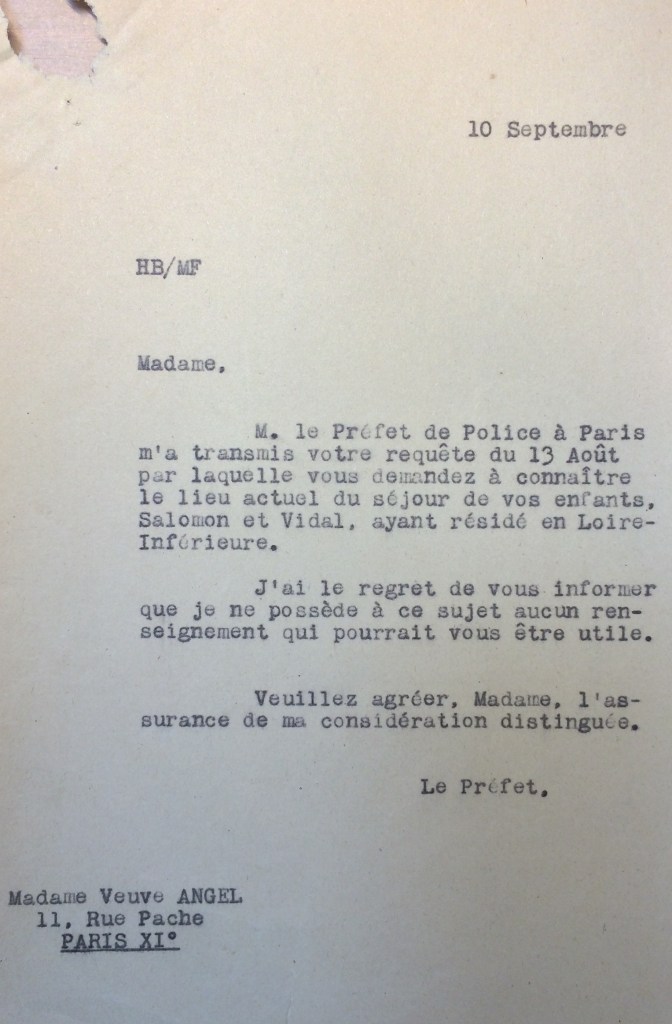 10 Septembre
HB/MF
Madame,
M. le Préfet de Police à Paris
m'a transmis votre requête du 13 Août
par laquelle vous demandez à connaître
le lieu actuel du séjour de vos enfants,
Salomon et Vidal, ayant résidé en Loire-
Inférieure.
J'ai le regret de vous informer
que je ne possède à ce sujet aucun ren-
seignement qui pourrait vous être utile.
Veuillez agréer, Madame, l'as-
surance de ma considération distinguée.
Le Préfet,
Madame Veuve ANGEL
11, Rue Pache
PARIS XI°